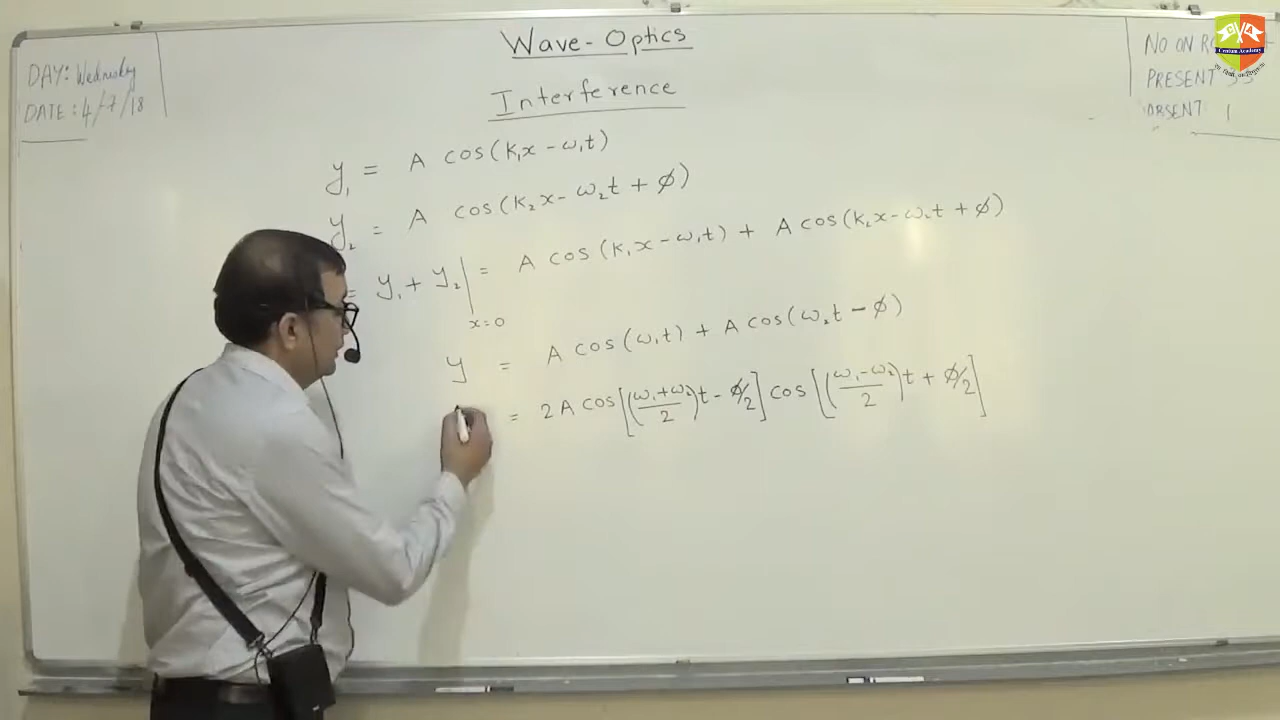 Wave-Optics
Interference
DAY: Wednesday
DATE: 4/7/18
NO ON
PRESENT
ABSENT 1
Centum Academy
y₁ = A cos(k₁x - ω₁t)
y₂ = A cos(k₂x - ω₂t + ϕ)
= y₁ + y₂|ₓ₌₀ = A cos(k₁x - ω₁t) + A cos(k₂x - ω₂t + ϕ)
y = A cos(ω₁t) + A cos(ω₂t - ϕ)
= 2A cos[((ω₁+ω₂)/2)t - ϕ/2] cos[((ω₁-ω₂)/2)t + ϕ/2]